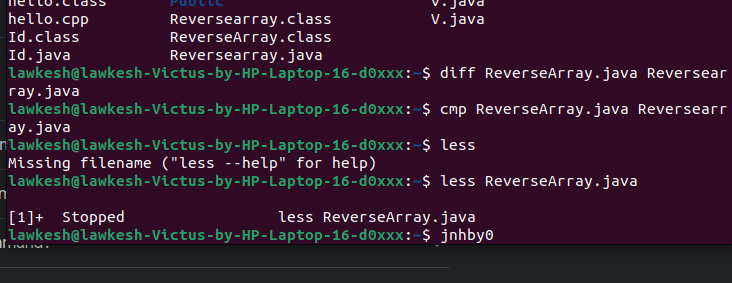 hello.class Public V.java
hello.cpp Reversearray.class V.java
Id.class ReverseArray.class
Id.java Reversearray.java
lawkesh@lawkesh-Victus-by-HP-Laptop-16-d0xxx:~$ diff ReverseArray.java Reversear
ray.java
lawkesh@lawkesh-Victus-by-HP-Laptop-16-d0xxx:~$ cmp ReverseArray.java Reversearr
ay.java
lawkesh@lawkesh-Victus-by-HP-Laptop-16-d0xxx:~$ less
Missing filename ("less --help" for help)
lawkesh@lawkesh-Victus-by-HP-Laptop-16-d0xxx:~$ less ReverseArray.java
[1]+ Stopped less ReverseArray.java
lawkesh@lawkesh-Victus-by-HP-Laptop-16-d0xxx:~$ jnhby0